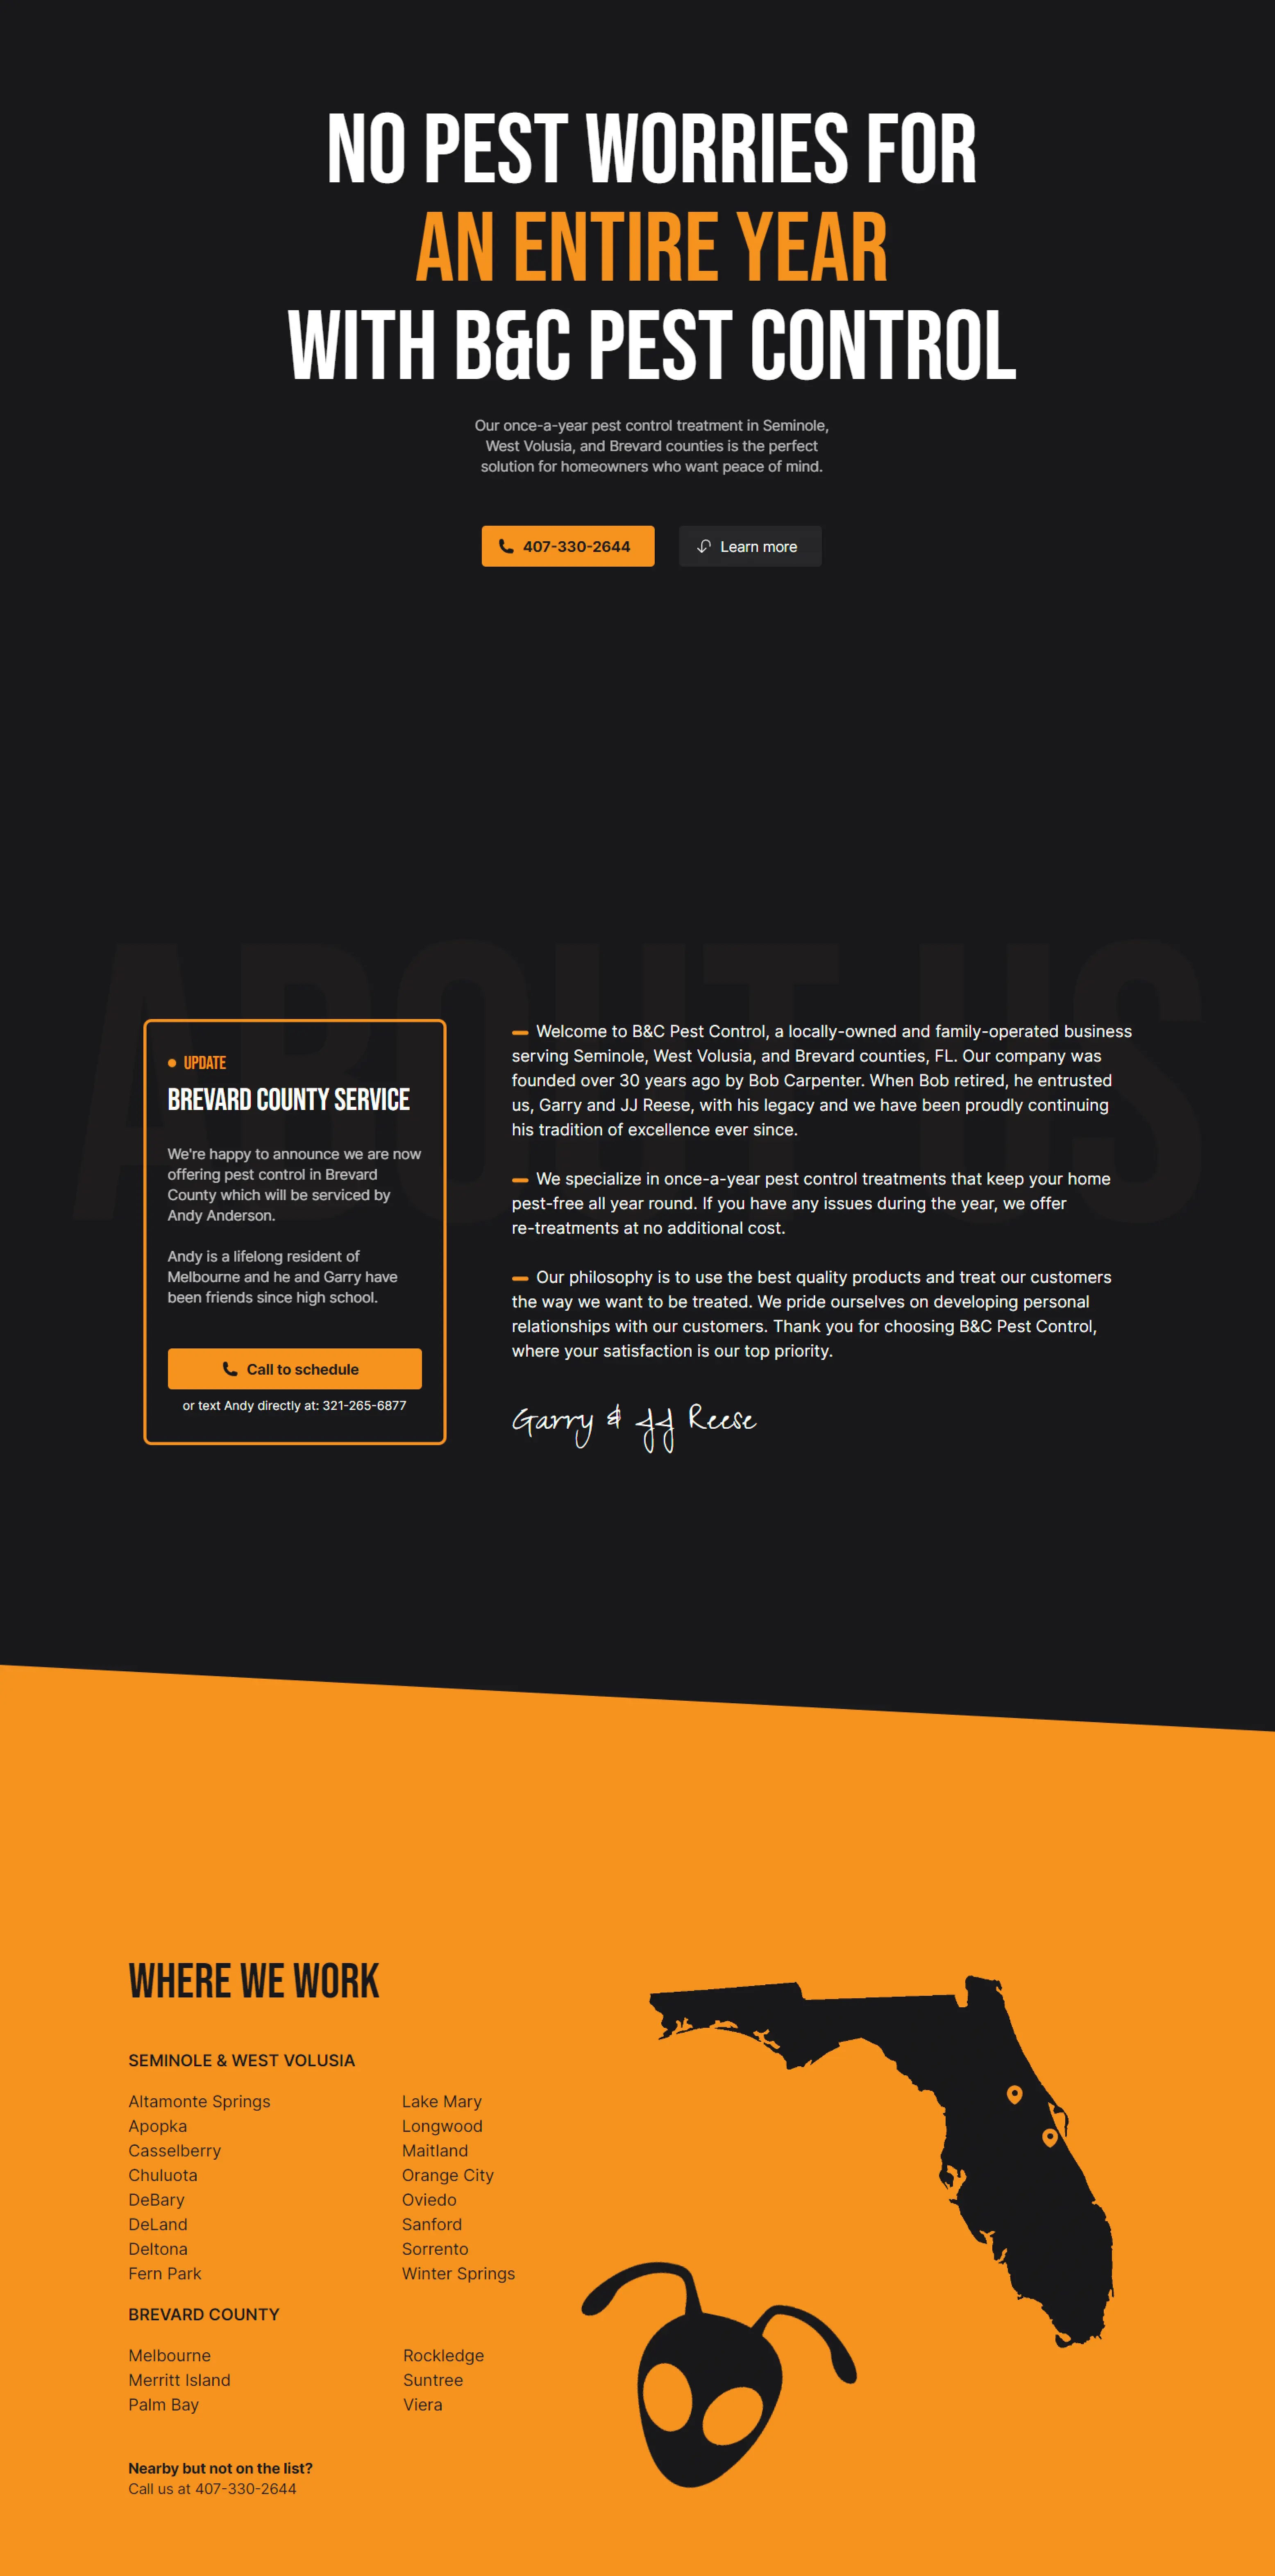 NO PEST WORRIES FOR
AN ENTIRE YEAR
WITH B&C PEST CONTROL
Our once-a-year pest control treatment in Seminole,
West Volusia, and Brevard counties is the perfect
solution for homeowners who want peace of mind.
407-330-2644
Learn more
ABOUT US
UPDATE
BREVARD COUNTY SERVICE
We're happy to announce we are now
offering pest control in Brevard
County which will be serviced by
Andy Anderson.
Andy is a lifelong resident of
Melbourne and he and Garry have
been friends since high school.
Call to schedule
or text Andy directly at: 321-265-6877
Welcome to B&C Pest Control, a locally-owned and family-operated business
serving Seminole, West Volusia, and Brevard counties, FL. Our company was
founded over 30 years ago by Bob Carpenter. When Bob retired, he entrusted
us, Garry and JJ Reese, with his legacy and we have been proudly continuing
his tradition of excellence ever since.
We specialize in once-a-year pest control treatments that keep your home
pest-free all year round. If you have any issues during the year, we offer
re-treatments at no additional cost.
Our philosophy is to use the best quality products and treat our customers
the way we want to be treated. We pride ourselves on developing personal
relationships with our customers. Thank you for choosing B&C Pest Control,
where your satisfaction is our top priority.
Garry & JJ Reese
WHERE WE WORK
SEMINOLE & WEST VOLUSIA
Altamonte Springs
Apopka
Casselberry
Chuluota
DeBary
DeLand
Deltona
Fern Park
Lake Mary
Longwood
Maitland
Orange City
Oviedo
Sanford
Sorrento
Winter Springs
BREVARD COUNTY
Melbourne
Merritt Island
Palm Bay
Rockledge
Suntree
Viera
Nearby but not on the list?
Call us at 407-330-2644